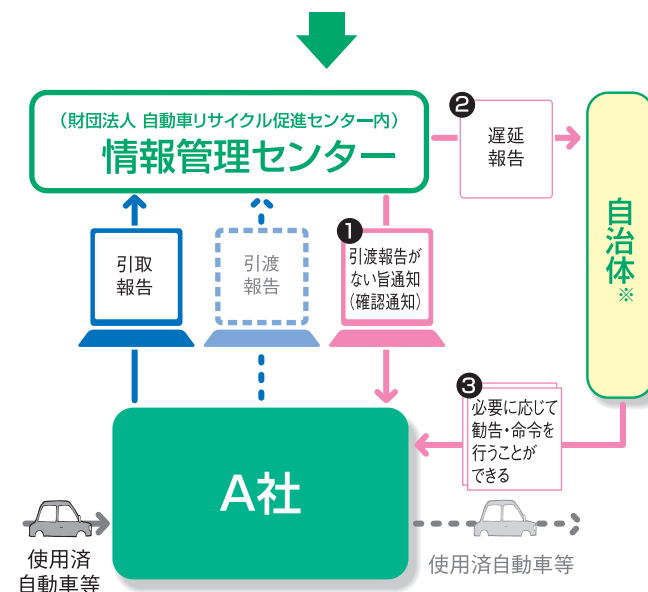 （財団法人 自動車リサイクル促進センター内）
情報管理センター
❷
遅延
報告
自治体※
引取
報告
引渡
報告
❶
引渡報告が
ない旨通知
（確認通知）
❸
必要に応じて
勧告・命令を
行うことが
できる
A社
使用済
自動車等
使用済自動車等